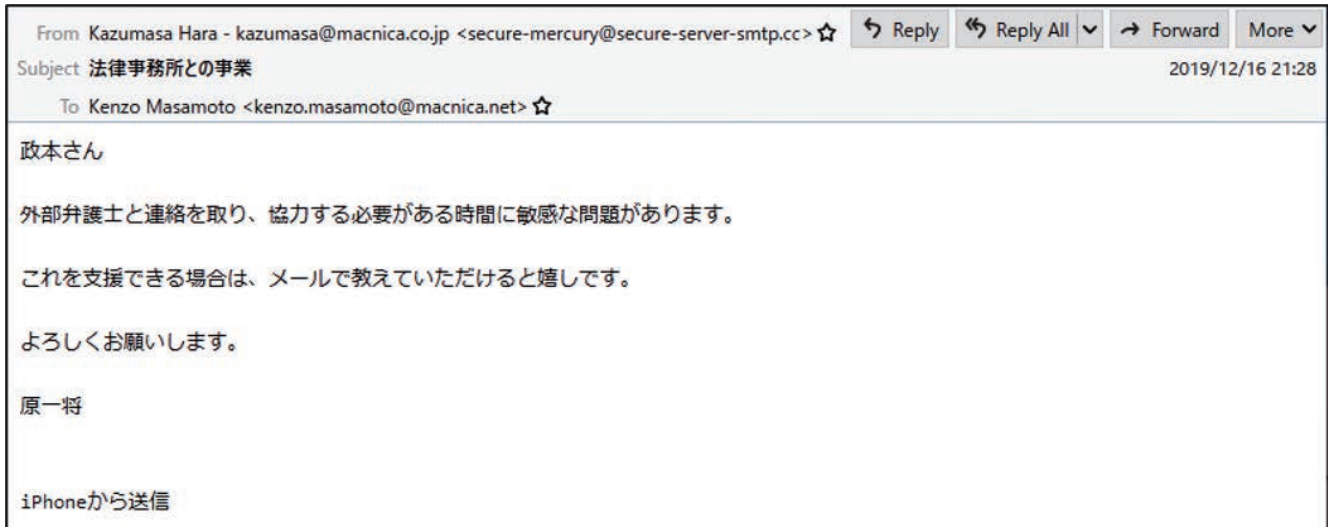 From Kazumasa Hara - kazumasa@macnica.co.jp <secure-mercury@secure-server-smtp.cc> Reply Reply All Forward More
Subject 法律事務所との事業 2019/12/16 21:28
To Kenzo Masamoto <kenzo.masamoto@macnica.net>
政本さん
外部弁護士と連絡を取り、協力する必要がある時間に敏感な問題があります。
これを支援できる場合は、メールで教えていただけると嬉しです。
よろしくお願いします。
原一将
iPhoneから送信